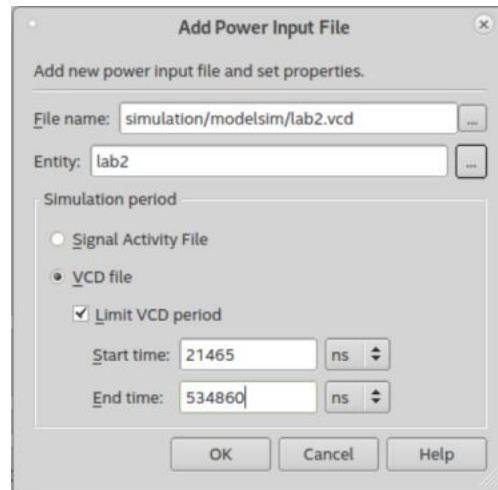 Add Power Input File
Add new power input file and set properties.
File name: simulation/modelsim/lab2.vcd ...
Entity: lab2 ...
Simulation period
Signal Activity File
VCD file
Limit VCD period
Start time: 21465 ns
End time: 534860 ns
OK Cancel Help